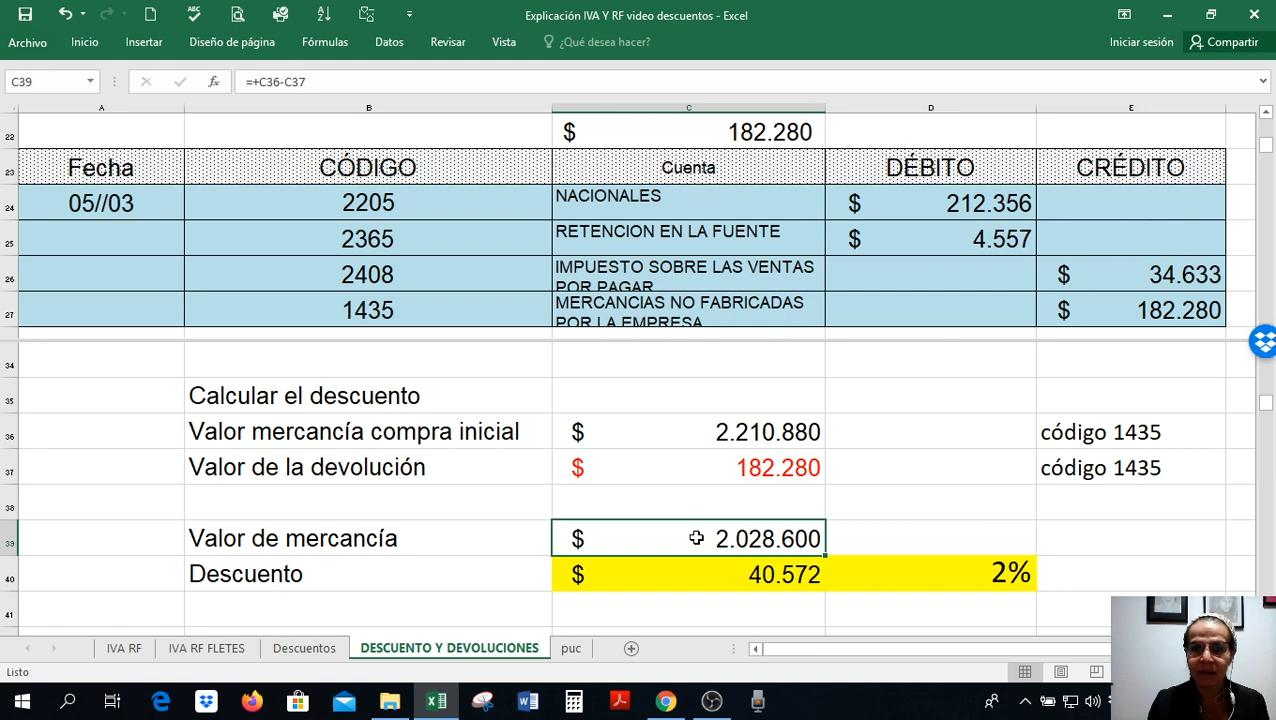 Explicación IVA Y RF video descuentos - Excel
Archivo Inicio Insertar Diseño de página Fórmulas Datos Revisar Vista ¿Qué desea hacer? Iniciar sesión Compartir
C39 fx =+C36-C37
A B C D E
22 $ 182.280
23 Fecha CÓDIGO Cuenta DÉBITO CRÉDITO
24 05//03 2205 NACIONALES $ 212.356
25 2365 RETENCION EN LA FUENTE $ 4.557
26 2408 IMPUESTO SOBRE LAS VENTAS POR PAGAR $ 34.633
27 1435 MERCANCIAS NO FABRICADAS POR LA EMPRESA $ 182.280
34
35 Calcular el descuento
36 Valor mercancía compra inicial $ 2.210.880 código 1435
37 Valor de la devolución $ 182.280 código 1435
38
39 Valor de mercancía $ 2.028.600
40 Descuento $ 40.572 2%
41
IVA RF IVA RF FLETES Descuentos DESCUENTO Y DEVOLUCIONES puc
Listo